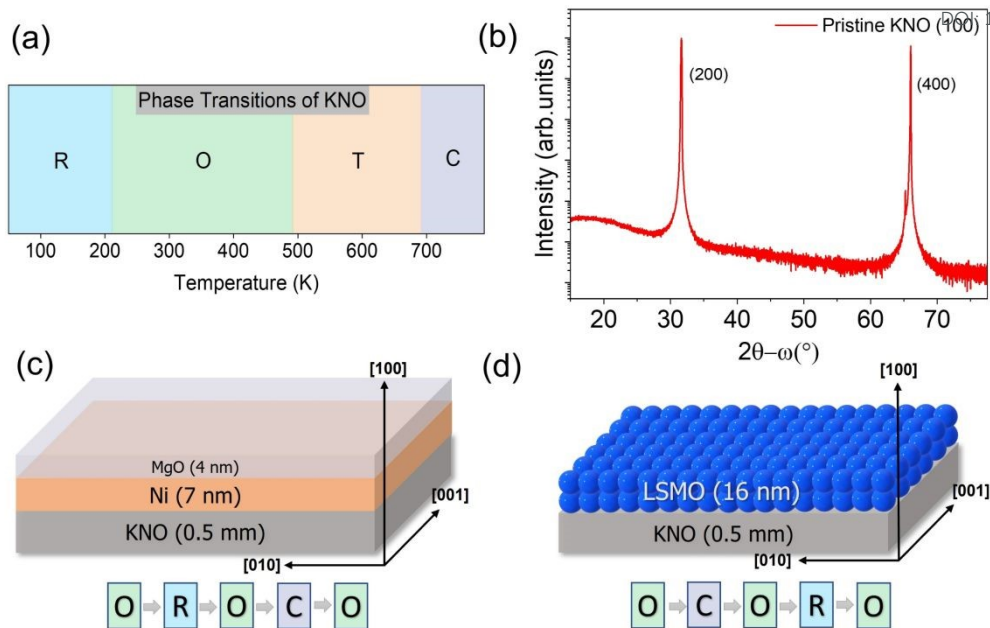 (a)
Phase Transitions of KNO
R O T C
100 200 300 400 500 600 700
Temperature (K)
(b)
DOI: 1
Pristine KNO (100)
(200)
(400)
Intensity (arb.units)
20 30 40 50 60 70
2θ−ω(°)
(c)
[100]
MgO (4 nm)
Ni (7 nm)
KNO (0.5 mm)
[001]
[010]
O R O C O
(d)
[100]
LSMO (16 nm)
KNO (0.5 mm)
[001]
[010]
O C O R O